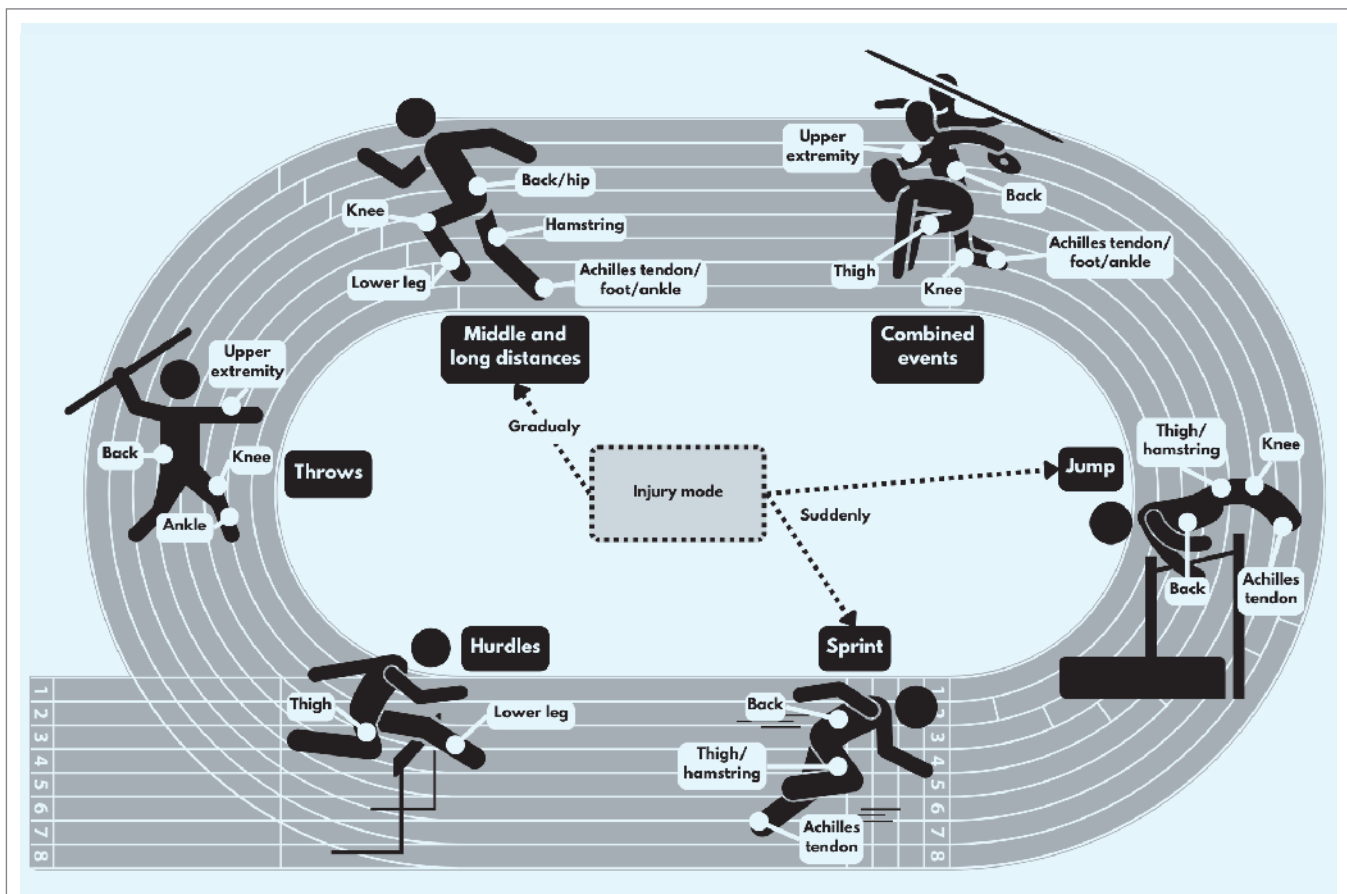 Upper
extremity
Back
Thigh
Knee
Achilles tendon/
foot/ankle
Combined
events
Back/hip
Knee
Hamstring
Lower leg
Achilles tendon/
foot/ankle
Middle and
long distances
Upper
extremity
Back
Knee
Ankle
Throws
Gradualy
Injury mode
Suddenly
Jump
Thigh/
hamstring
Knee
Back
Achilles
tendon
Hurdles
Thigh
Lower leg
Sprint
Back
Thigh/
hamstring
Achilles
tendon
1
2
3
4
5
6
7
8
1
2
3
4
5
6
7
8